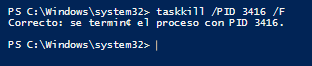 PS C:\Windows\system32> taskkill /PID 3416 /F
Correcto: se termin¢ el proceso con PID 3416.
PS C:\Windows\system32>